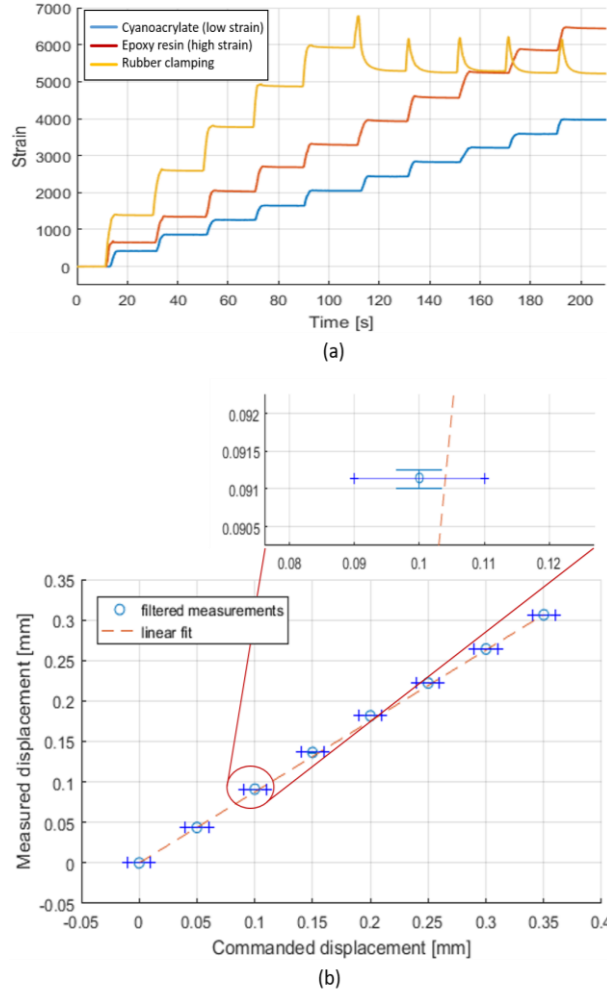 7000
6000
5000
4000
3000
2000
1000
0
Strain
Cyanoacrylate (low strain)
Epoxy resin (high strain)
Rubber clamping
0 20 40 60 80 100 120 140 160 180 200
Time [s]
(a)
0.092
0.0915
0.091
0.0905
0.08 0.09 0.1 0.11 0.12
0.35
0.3
0.25
0.2
0.15
0.1
0.05
0
-0.05
Measured displacement [mm]
filtered measurements
linear fit
-0.05 0 0.05 0.1 0.15 0.2 0.25 0.3 0.35 0.4
Commanded displacement [mm]
(b)